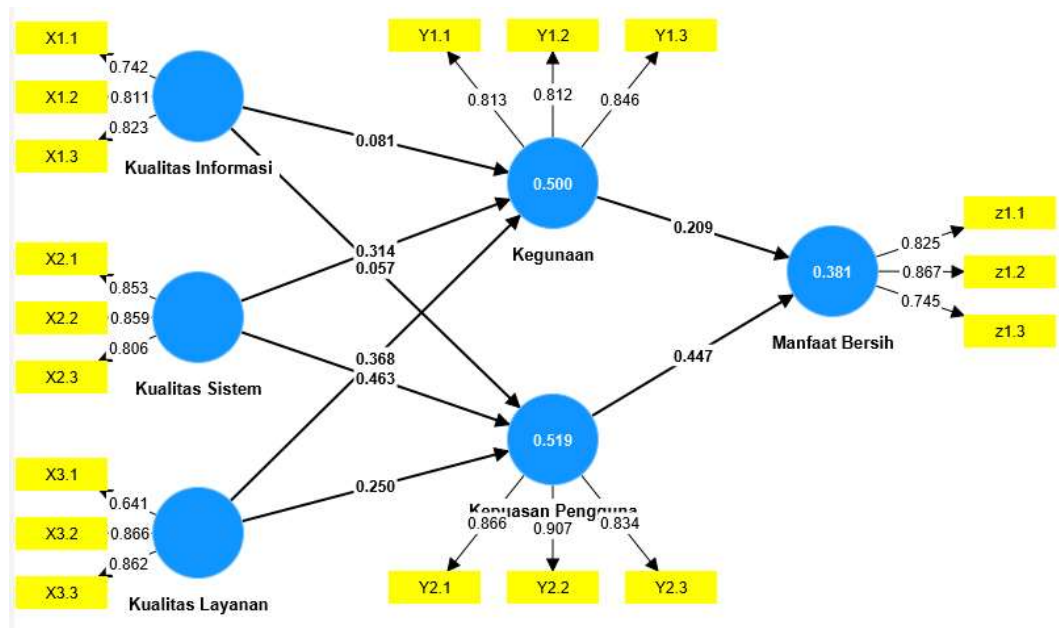 X1.1
X1.2
X1.3
0.742
0.811
0.823
Kualitas Informasi
X2.1
X2.2
X2.3
0.853
0.859
0.806
Kualitas Sistem
X3.1
X3.2
X3.3
0.641
0.866
0.862
Kualitas Layanan
0.081
0.314
0.057
0.368
0.463
0.250
Y1.1
Y1.2
Y1.3
0.813
0.812
0.846
0.500
Kegunaan
0.519
Kepuasan Pengguna
0.866
0.907
0.834
Y2.1
Y2.2
Y2.3
0.209
0.447
0.381
Manfaat Bersih
0.825
0.867
0.745
z1.1
z1.2
z1.3